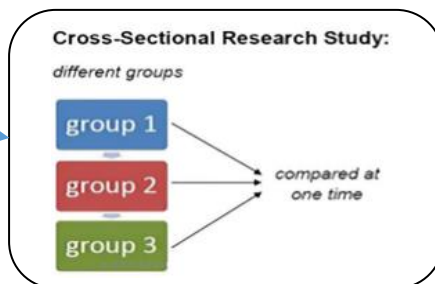 Cross-Sectional Research Study:
different groups
group 1
group 2
group 3
compared at
one time